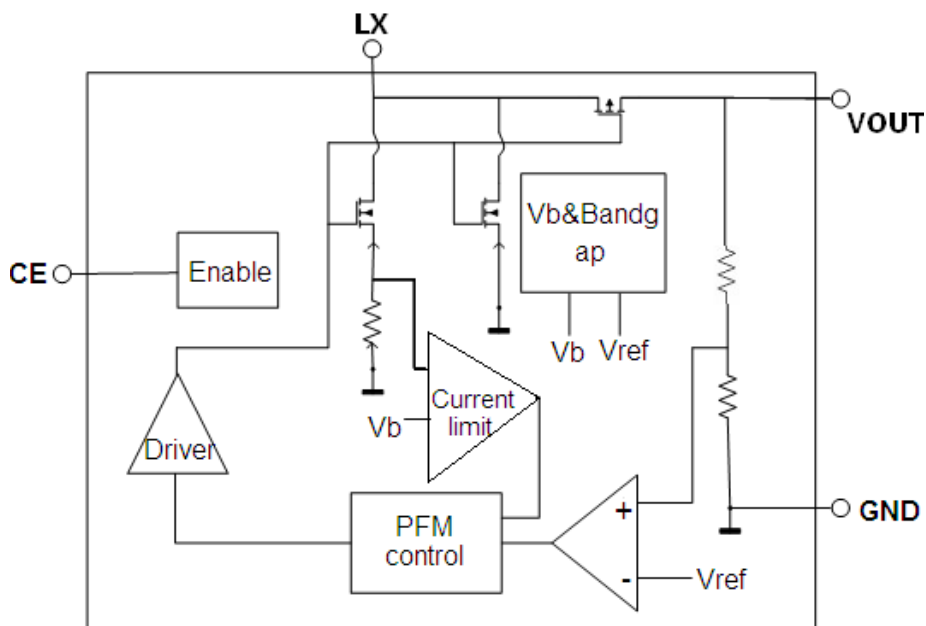 LX
VOUT
Vb&Bandg
ap
CE
Enable
Vb
Vref
Current
limit
Vb
Driver
PFM
control
+
-
Vref
GND